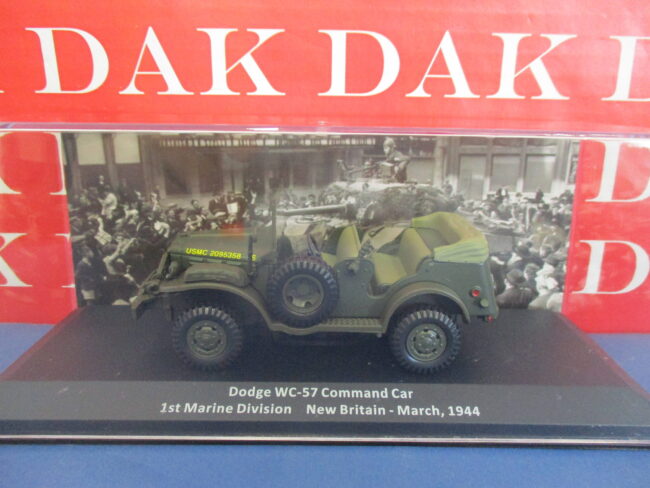 DAK DAK DAK
USMC 2095358 S
Dodge WC-57 Command Car
1st Marine Division New Britain - March, 1944